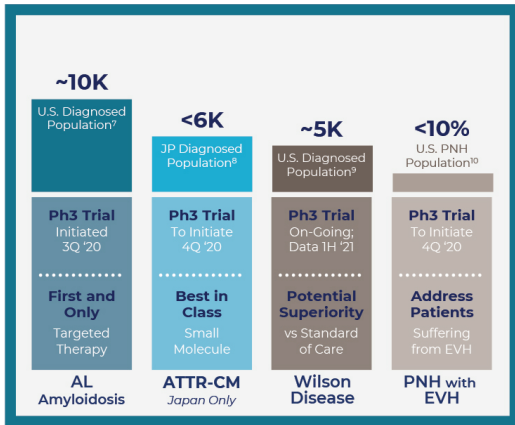 ~10K
U.S. Diagnosed
Population⁷
Ph3 Trial
Initiated
3Q '20
First and
Only
Targeted
Therapy
AL
Amyloidosis
<6K
JP Diagnosed
Population⁸
Ph3 Trial
To Initiate
4Q '20
Best in
Class
Small
Molecule
ATTR-CM
Japan Only
~5K
U.S. Diagnosed
Population⁹
Ph3 Trial
On-Going;
Data 1H '21
Potential
Superiority
vs Standard
of Care
Wilson
Disease
<10%
U.S. PNH
Population¹⁰
Ph3 Trial
To Initiate
4Q '20
Address
Patients
Suffering
from EVH
PNH with
EVH